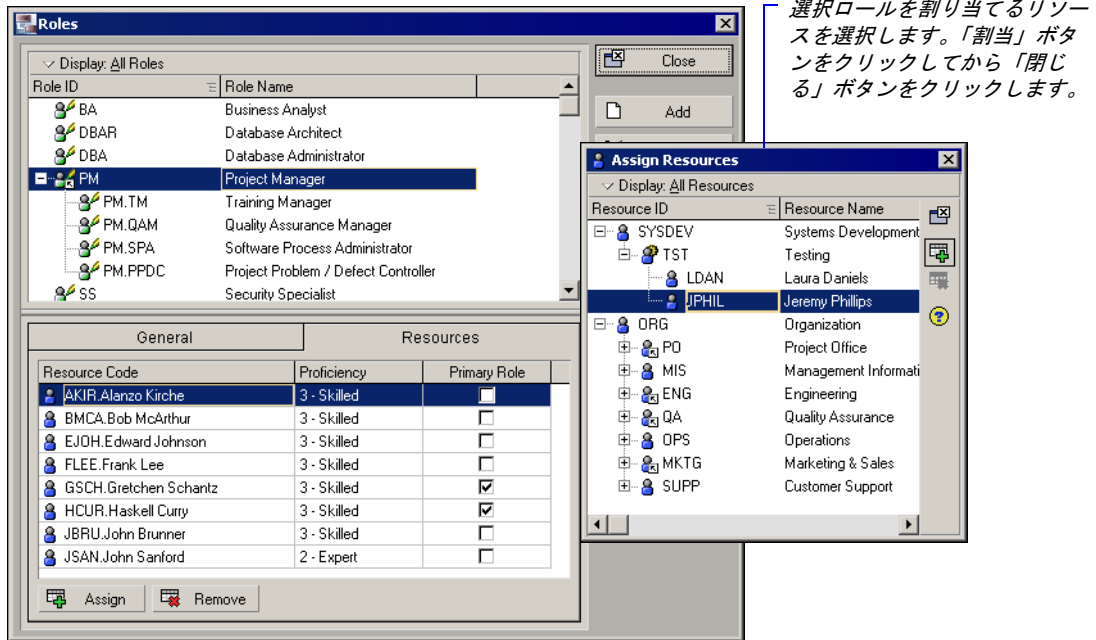 Roles
Display: All Roles
Role ID Role Name
BA Business Analyst
DBAR Database Architect
DBA Database Administrator
PM Project Manager
PM.TM Training Manager
PM.QAM Quality Assurance Manager
PM.SPA Software Process Administrator
PM.PPDC Project Problem / Defect Controller
SS Security Specialist
Close
Add
General Resources
Resource Code Proficiency Primary Role
AKIR.Alanzo Kirche 3 - Skilled
BMCA.Bob McArthur 3 - Skilled
EJOH.Edward Johnson 3 - Skilled
FLEE.Frank Lee 3 - Skilled
GSCH.Gretchen Schantz 3 - Skilled
HCUR.Haskell Curry 3 - Skilled
JBRU.John Brunner 3 - Skilled
JSAN.John Sanford 2 - Expert
Assign Remove
選択ロールを割り当てるリソー
スを選択します。「割当」ボタ
ンをクリックしてから「閉じ
る」ボタンをクリックします。
Assign Resources
Display: All Resources
Resource ID Resource Name
SYSDEV Systems Development
TST Testing
LDAN Laura Daniels
JPHIL Jeremy Phillips
ORG Organization
PO Project Office
MIS Management Informati
ENG Engineering
QA Quality Assurance
OPS Operations
MKTG Marketing & Sales
SUPP Customer Support